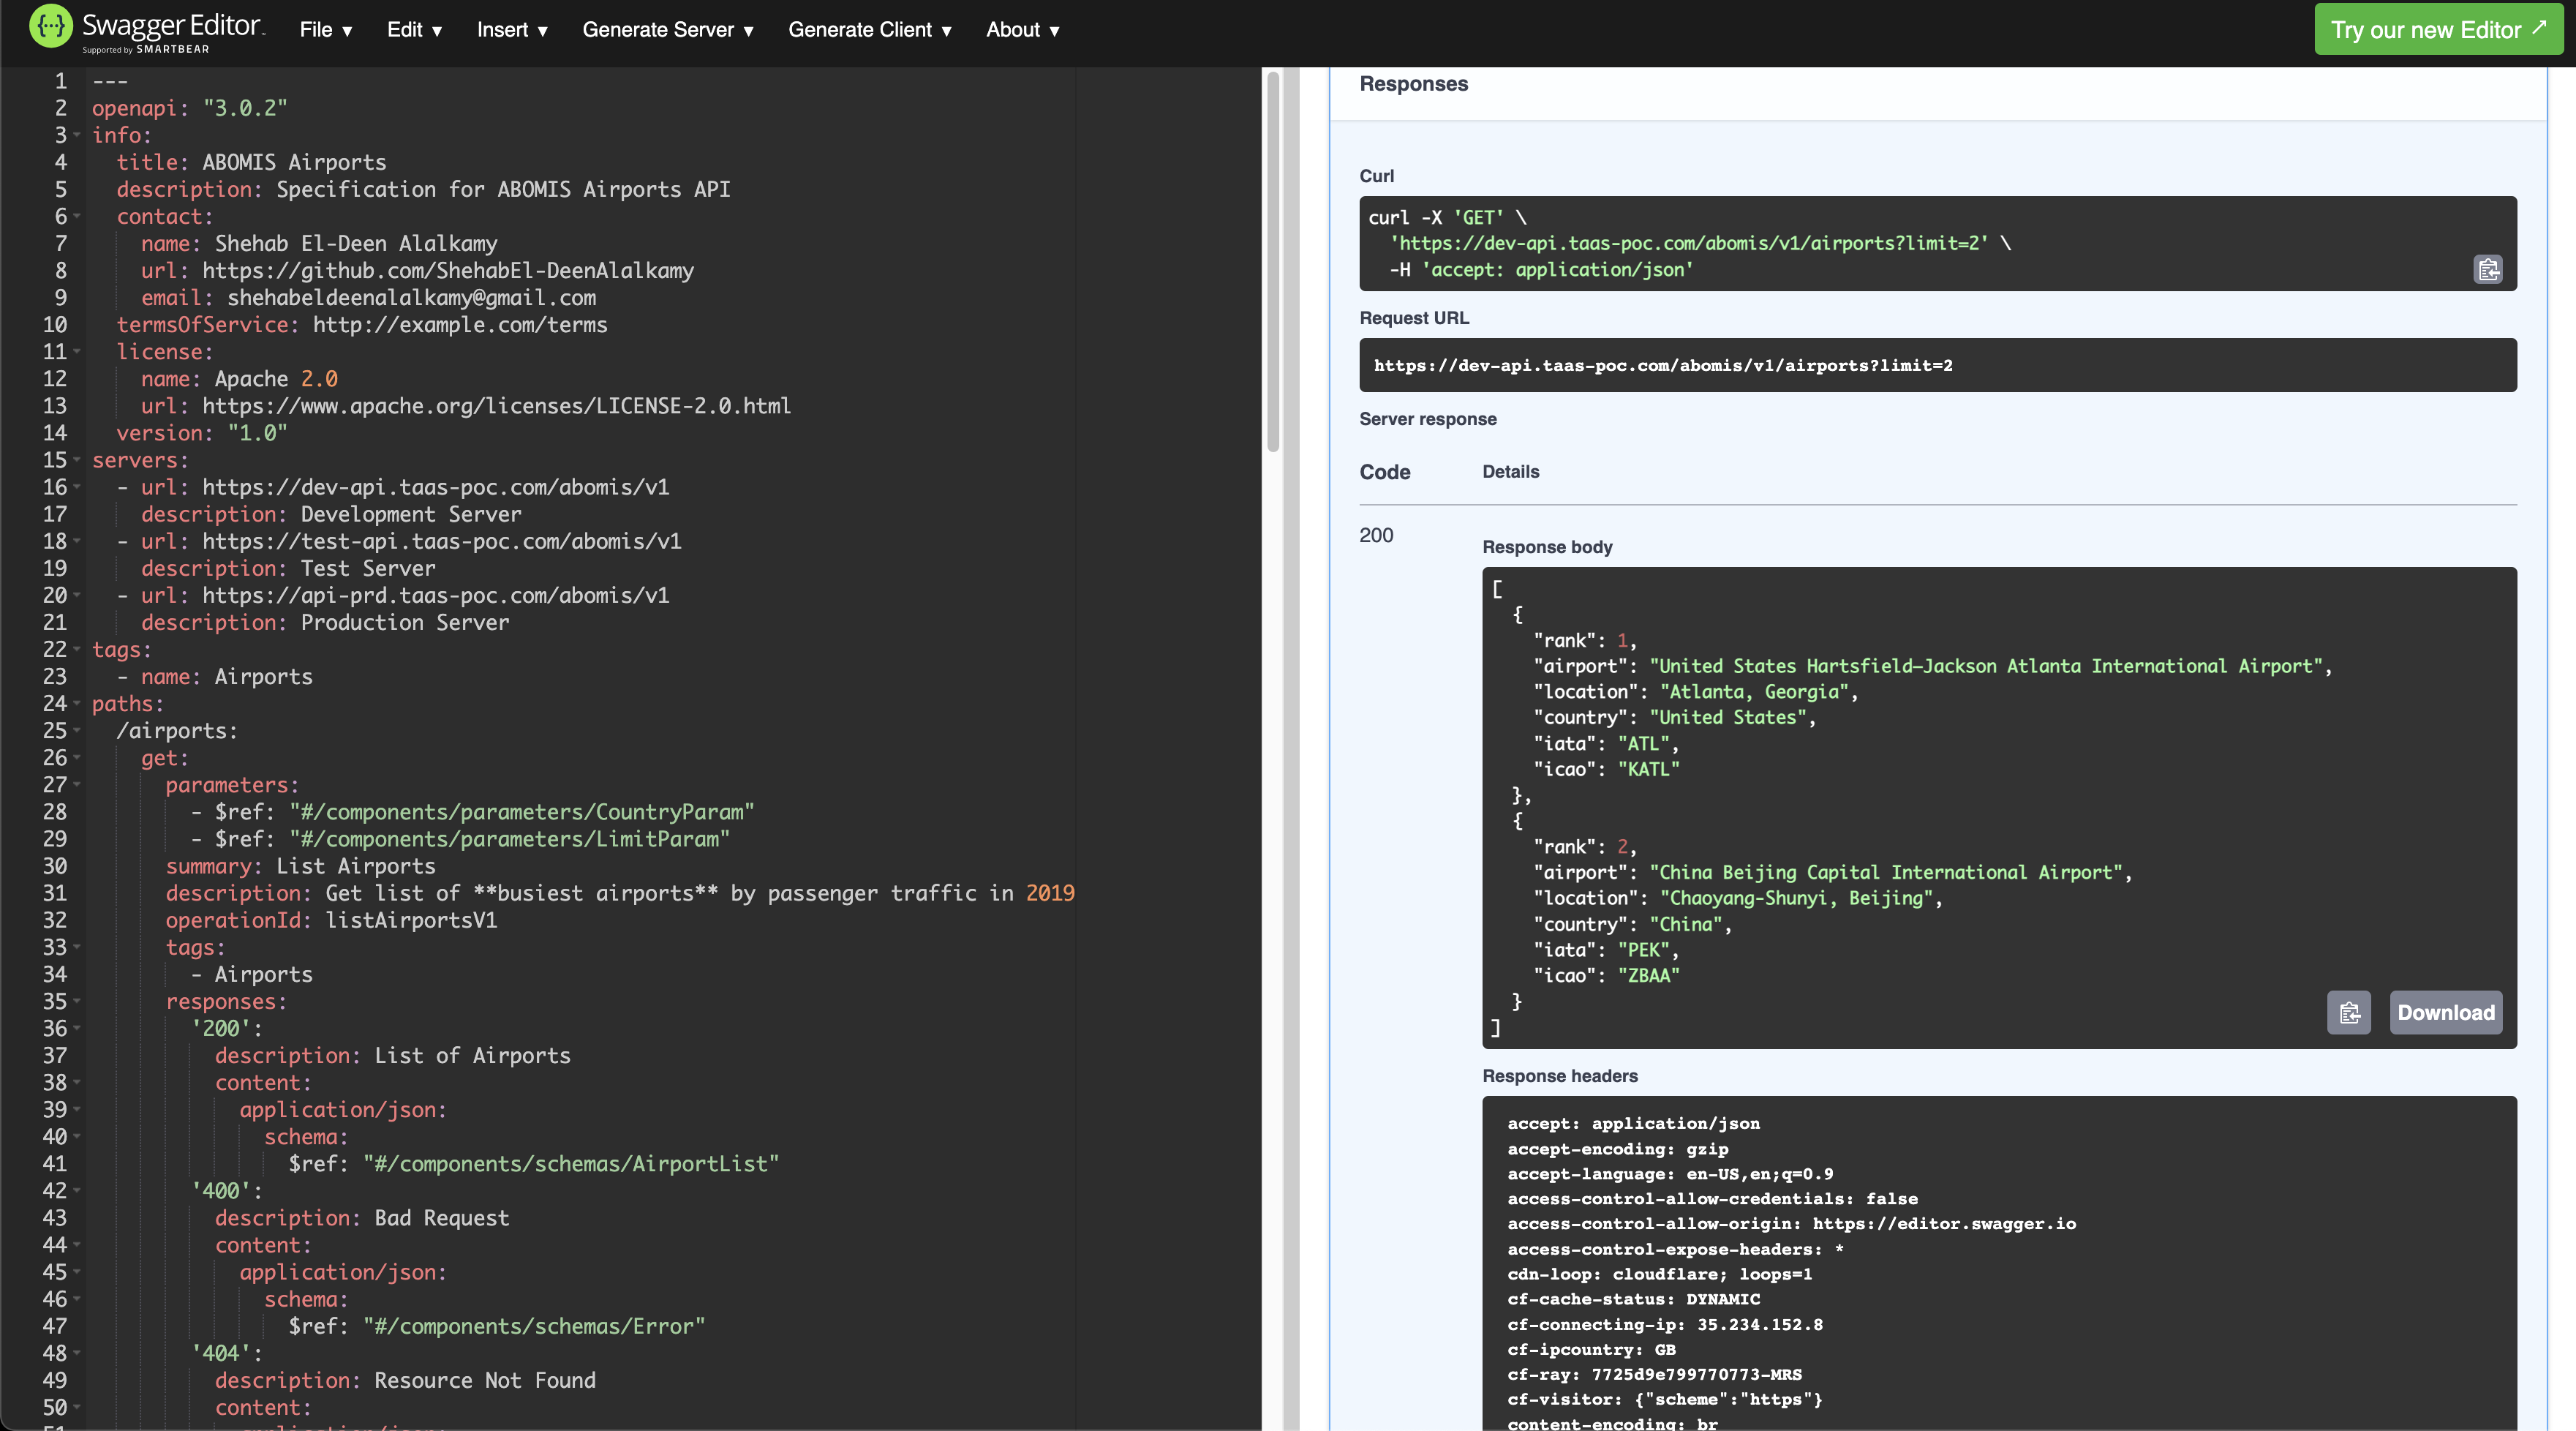 Swagger Editor
Supported by SMARTBEAR
File ▾ Edit ▾ Insert ▾ Generate Server ▾ Generate Client ▾ About ▾
Try our new Editor ↗
1 ---
2 openapi: "3.0.2"
3 info:
4 title: ABOMIS Airports
5 description: Specification for ABOMIS Airports API
6 contact:
7 name: Shehab El-Deen Alalkamy
8 url: https://github.com/ShehabEl-DeenAlalkamy
9 email: shehabeldeenalalkamy@gmail.com
10 termsOfService: http://example.com/terms
11 license:
12 name: Apache 2.0
13 url: https://www.apache.org/licenses/LICENSE-2.0.html
14 version: "1.0"
15 servers:
16 - url: https://dev-api.taas-poc.com/abomis/v1
17 description: Development Server
18 - url: https://test-api.taas-poc.com/abomis/v1
19 description: Test Server
20 - url: https://api-prd.taas-poc.com/abomis/v1
21 description: Production Server
22 tags:
23 - name: Airports
24 paths:
25 /airports:
26 get:
27 parameters:
28 - $ref: "#/components/parameters/CountryParam"
29 - $ref: "#/components/parameters/LimitParam"
30 summary: List Airports
31 description: Get list of **busiest airports** by passenger traffic in 2019
32 operationId: listAirportsV1
33 tags:
34 - Airports
35 responses:
36 '200':
37 description: List of Airports
38 content:
39 application/json:
40 schema:
41 $ref: "#/components/schemas/AirportList"
42 '400':
43 description: Bad Request
44 content:
45 application/json:
46 schema:
47 $ref: "#/components/schemas/Error"
48 '404':
49 description: Resource Not Found
50 content:
Responses
Curl
curl -X 'GET' \
'https://dev-api.taas-poc.com/abomis/v1/airports?limit=2' \
-H 'accept: application/json'
Request URL
https://dev-api.taas-poc.com/abomis/v1/airports?limit=2
Server response
Code Details
200
Response body
[
{
"rank": 1,
"airport": "United States Hartsfield–Jackson Atlanta International Airport",
"location": "Atlanta, Georgia",
"country": "United States",
"iata": "ATL",
"icao": "KATL"
},
{
"rank": 2,
"airport": "China Beijing Capital International Airport",
"location": "Chaoyang-Shunyi, Beijing",
"country": "China",
"iata": "PEK",
"icao": "ZBAA"
}
]
Download
Response headers
accept: application/json
accept-encoding: gzip
accept-language: en-US,en;q=0.9
access-control-allow-credentials: false
access-control-allow-origin: https://editor.swagger.io
access-control-expose-headers: *
cdn-loop: cloudflare; loops=1
cf-cache-status: DYNAMIC
cf-connecting-ip: 35.234.152.8
cf-ipcountry: GB
cf-ray: 7725d9e799770773-MRS
cf-visitor: {"scheme":"https"}
content-encoding: br